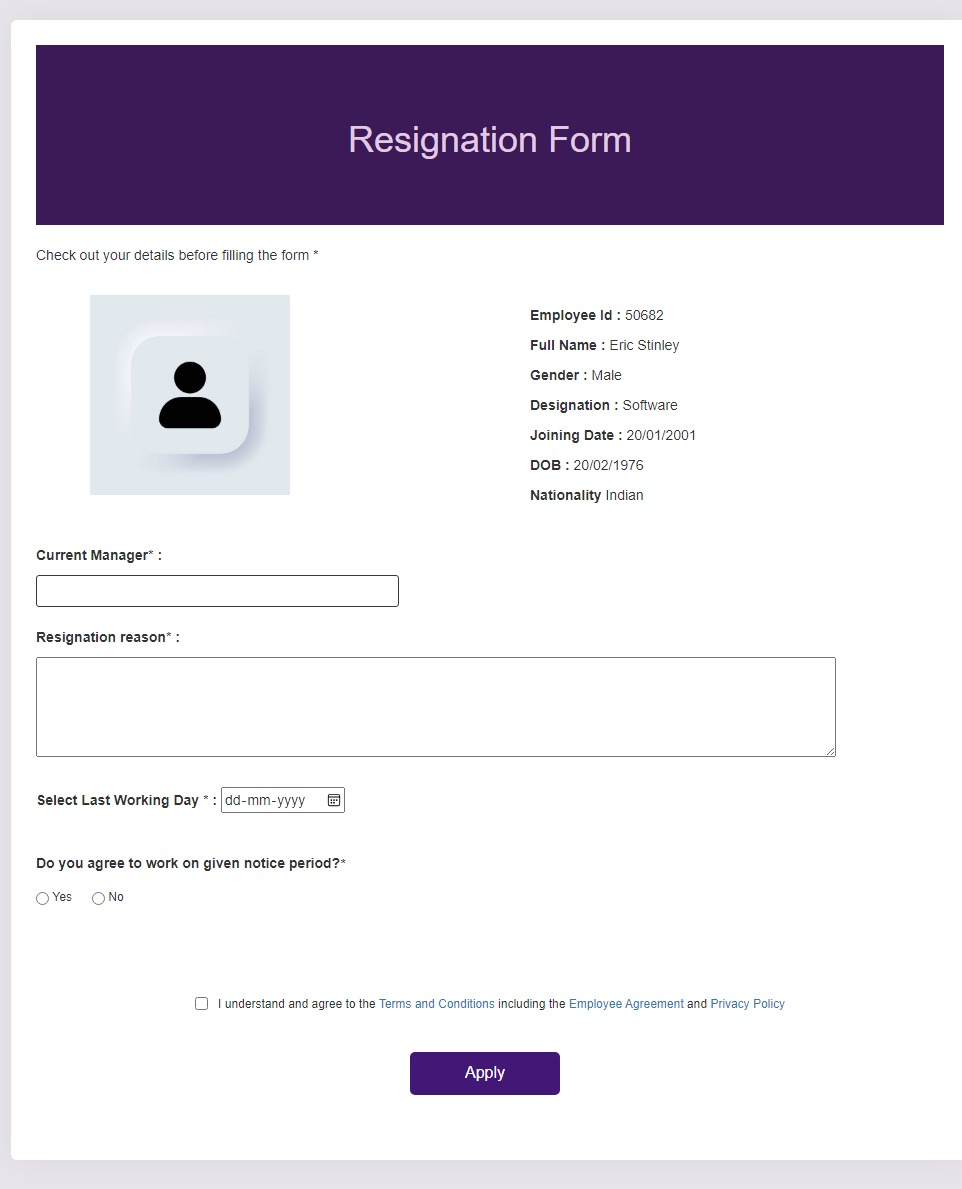 Resignation Form
Check out your details before filling the form *
Employee Id : 50682
Full Name : Eric Stinley
Gender : Male
Designation : Software
Joining Date : 20/01/2001
DOB : 20/02/1976
Nationality Indian
Current Manager* :
Resignation reason* :
Select Last Working Day * : dd-mm-yyyy
Do you agree to work on given notice period?*
Yes No
I understand and agree to the Terms and Conditions including the Employee Agreement and Privacy Policy
Apply